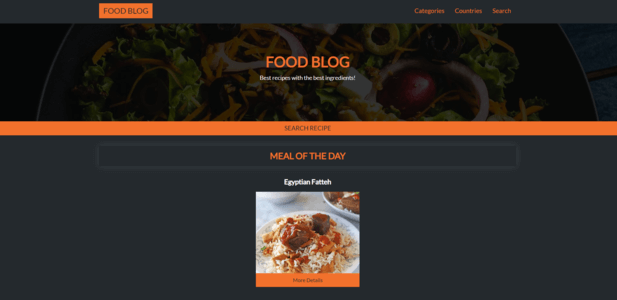 FOOD BLOG
Categories Countries Search
FOOD BLOG
Best recipes with the best ingredients!
SEARCH RECIPE
MEAL OF THE DAY
Egyptian Fatteh
More Details